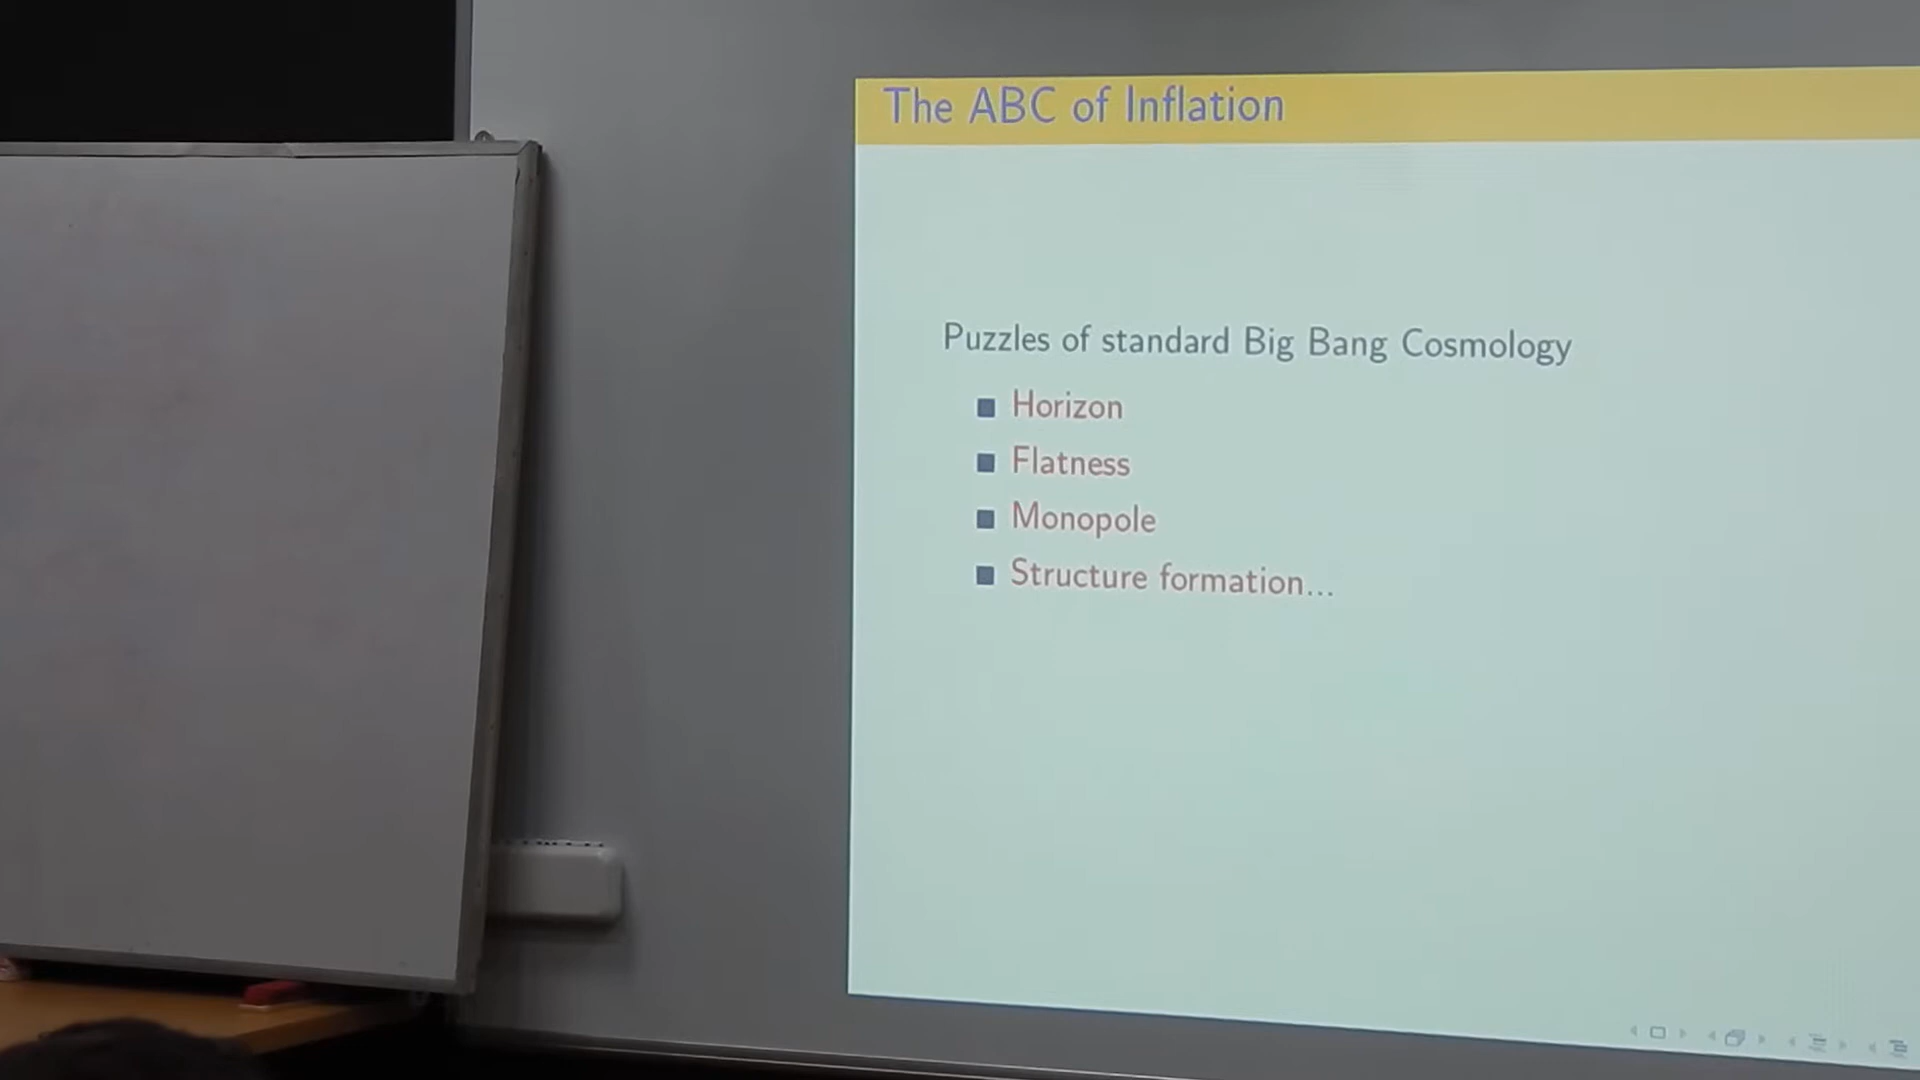 The ABC of Inflation
Puzzles of standard Big Bang Cosmology
Horizon
Flatness
Monopole
Structure formation...